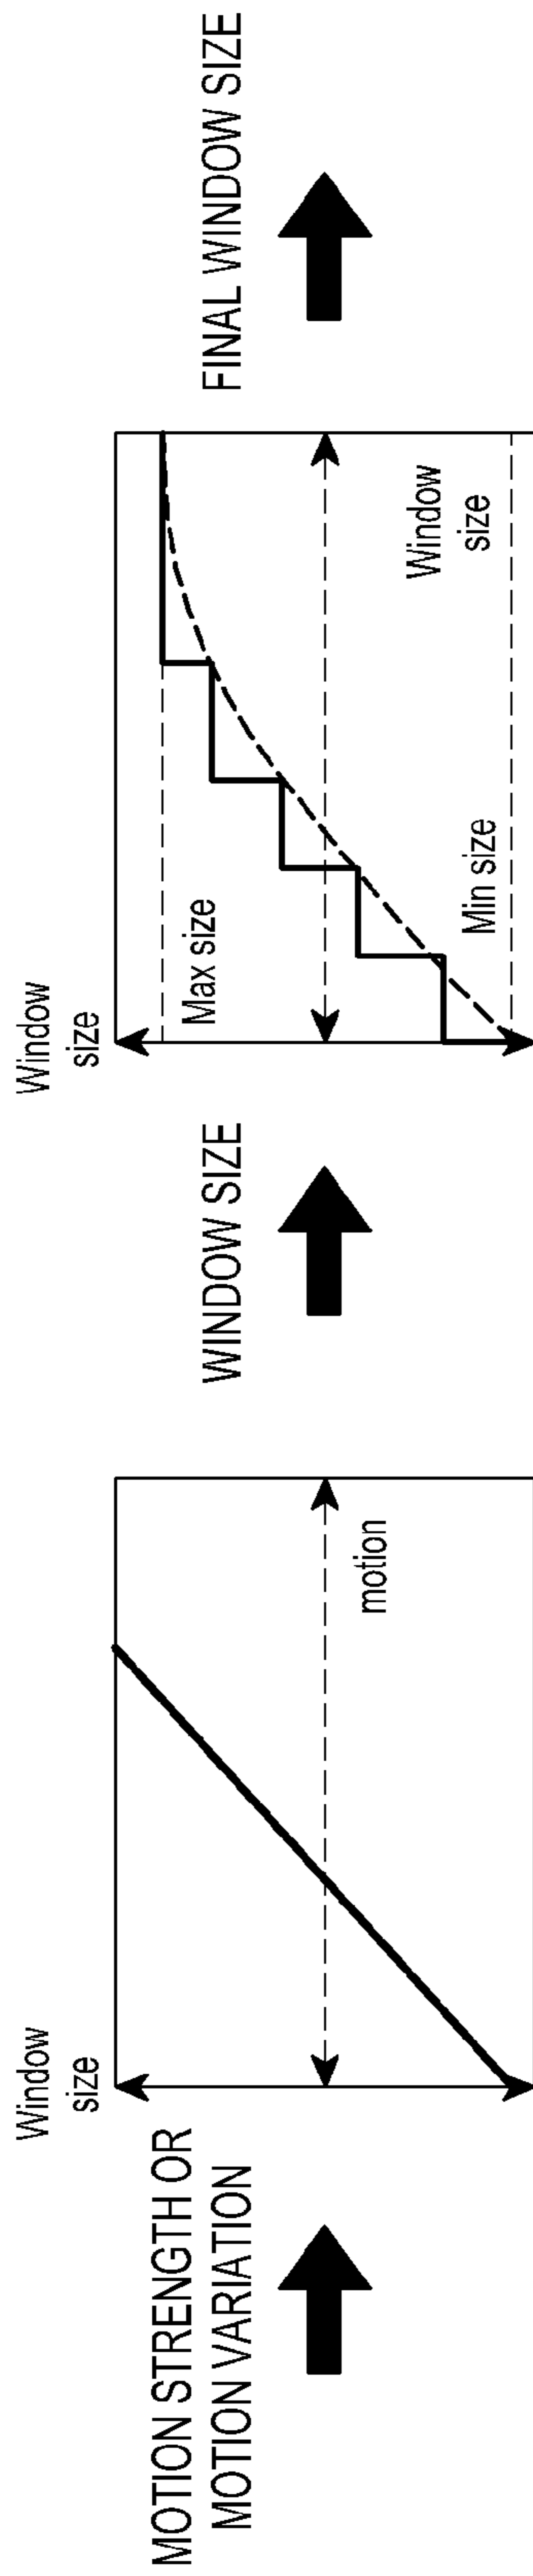 MOTION STRENGTH OR
MOTION VARIATION
Window
size
motion
WINDOW SIZE
Window
size
Max size
Min size
Window
size
FINAL WINDOW SIZE